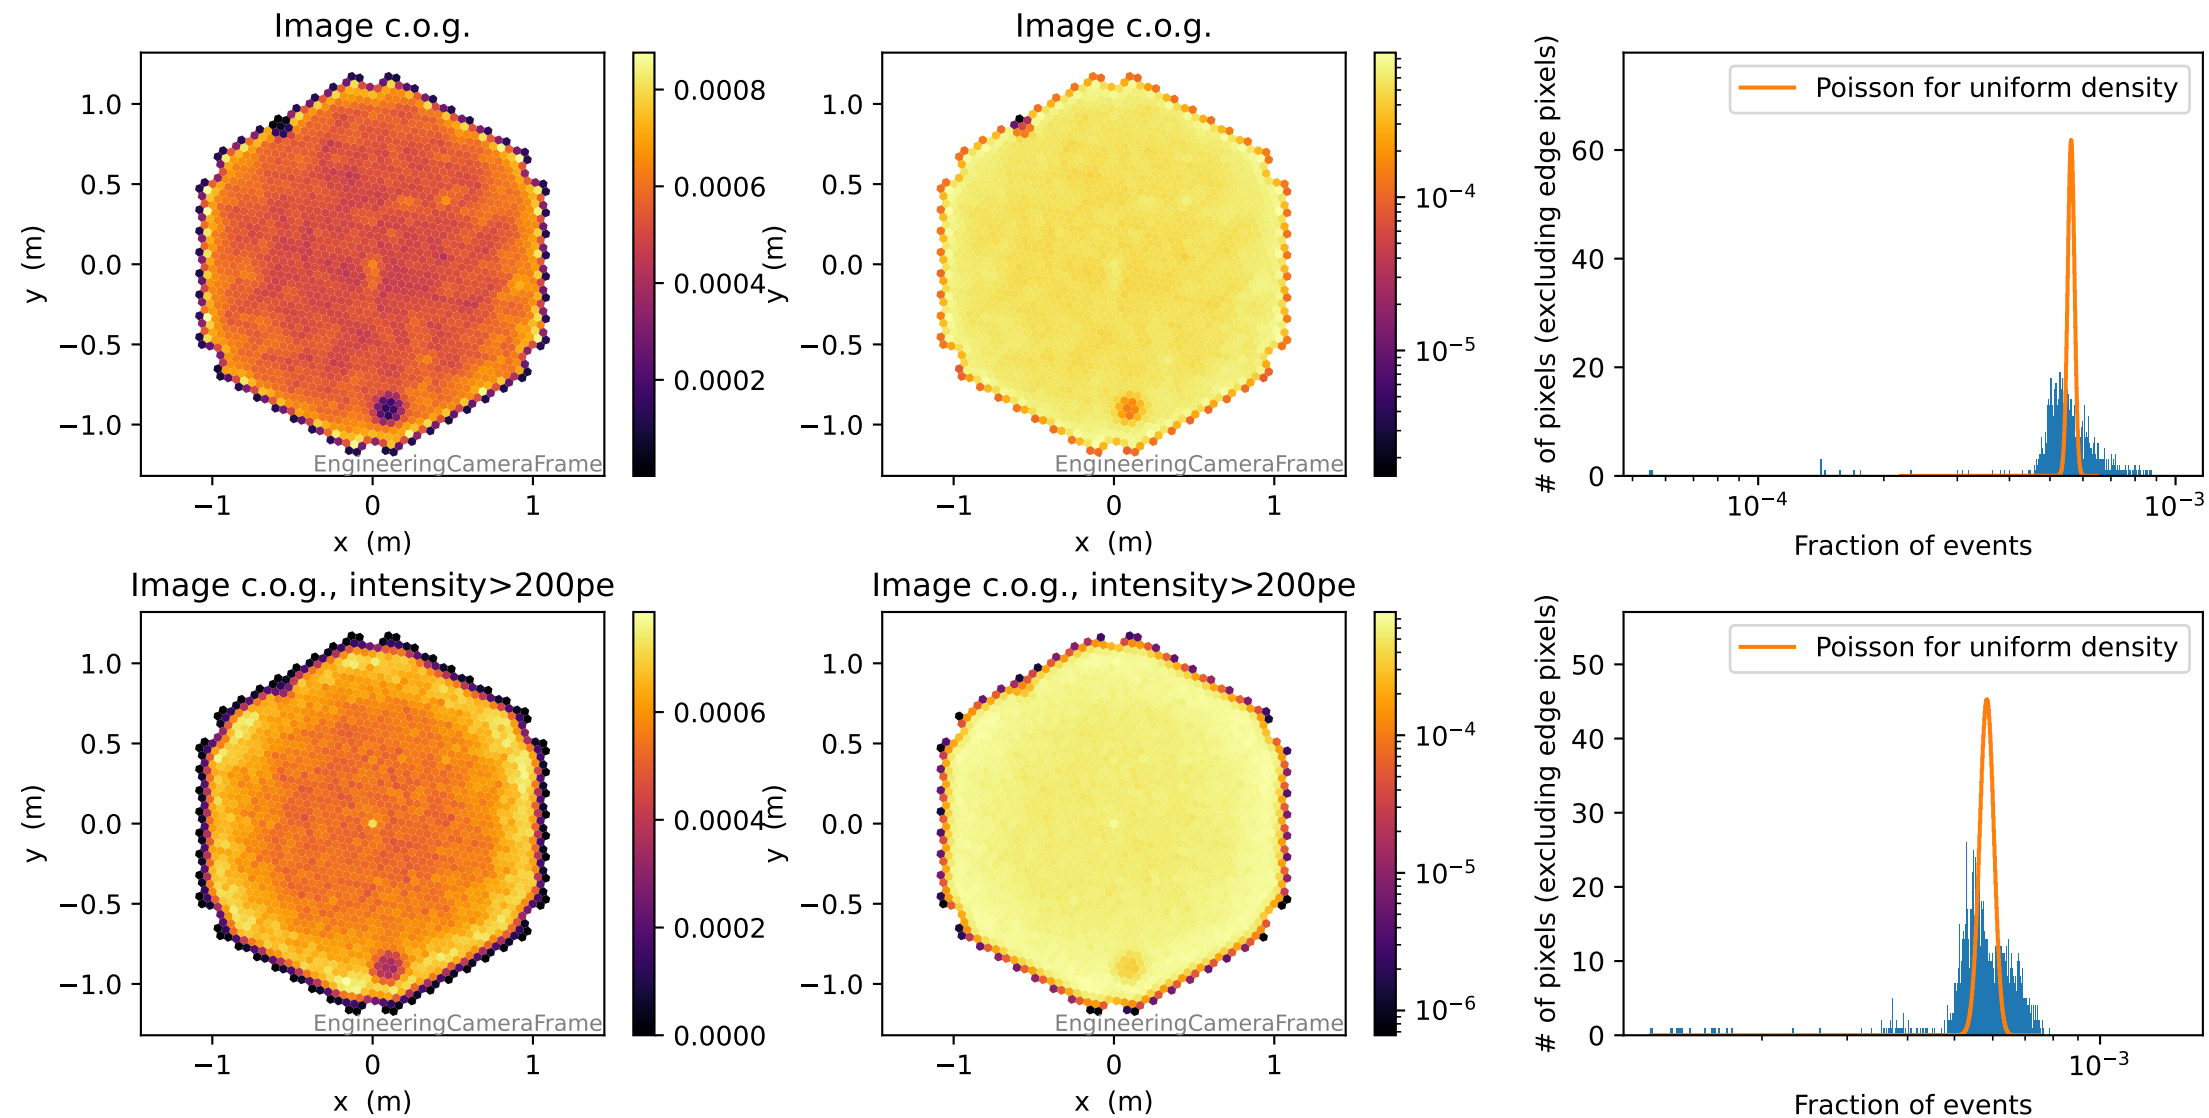 Image c.o.g.
1.0
0.5
0.0
−0.5
−1.0
y (m)
−1
0
1
x (m)
EngineeringCameraFrame
0.0008
0.0006
0.0004
0.0002
Image c.o.g.
1.0
0.5
0.0
−0.5
−1.0
y (m)
−1
0
1
x (m)
EngineeringCameraFrame
10⁻⁴
10⁻⁵
Poisson for uniform density
# of pixels (excluding edge pixels)
60
40
20
0
10⁻⁴
10⁻³
Fraction of events
Image c.o.g., intensity>200pe
1.0
0.5
0.0
−0.5
−1.0
y (m)
−1
0
1
x (m)
EngineeringCameraFrame
0.0006
0.0004
0.0002
0.0000
Image c.o.g., intensity>200pe
1.0
0.5
0.0
−0.5
−1.0
y (m)
−1
0
1
x (m)
EngineeringCameraFrame
10⁻⁴
10⁻⁵
10⁻⁶
Poisson for uniform density
# of pixels (excluding edge pixels)
50
40
30
20
10
0
10⁻³
Fraction of events